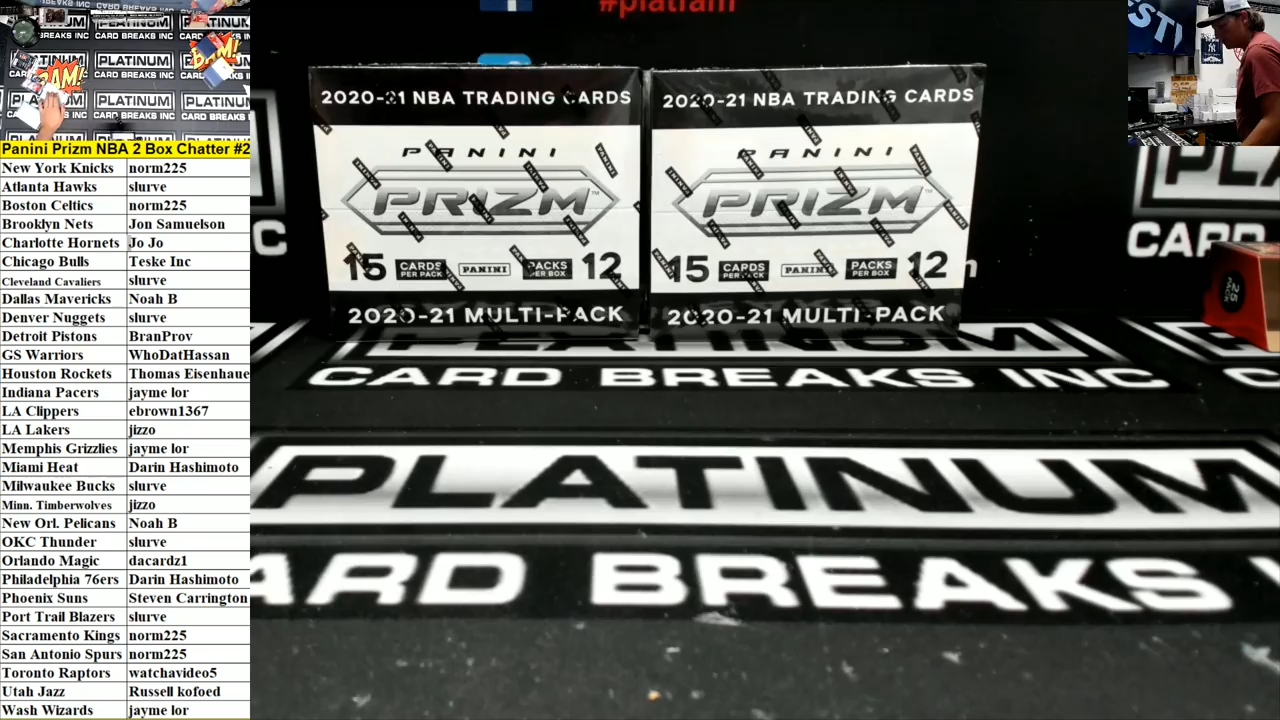 Panini Prizm NBA 2 Box Chatter #2
New York Knicks norm225
Atlanta Hawks slurve
Boston Celtics norm225
Brooklyn Nets Jon Samuelson
Charlotte Hornets Jo Jo
Chicago Bulls Teske Inc
Cleveland Cavaliers slurve
Dallas Mavericks Noah B
Denver Nuggets slurve
Detroit Pistons BranProv
GS Warriors WhoDatHassan
Houston Rockets Thomas Eisenhaue
Indiana Pacers jayme lor
LA Clippers ebrown1367
LA Lakers jizzo
Memphis Grizzlies jayme lor
Miami Heat Darin Hashimoto
Milwaukee Bucks slurve
Minn. Timberwolves jizzo
New Orl. Pelicans Noah B
OKC Thunder slurve
Orlando Magic dacardz1
Philadelphia 76ers Darin Hashimoto
Phoenix Suns Steven Carrington
Port Trail Blazers slurve
Sacramento Kings norm225
San Antonio Spurs norm225
Toronto Raptors watchavideo5
Utah Jazz Russell kofoed
Wash Wizards jayme lor
2020-21 NBA TRADING CARDS
PANINI
PRIZM
15 CARDS PER PACK PANINI PACKS PER BOX 12
2020-21 MULTI-PACK
2020-21 NBA TRADING CARDS
PANINI
PRIZM
15 CARDS PER PACK PANINI PACKS PER BOX 12
2020-21 MULTI-PACK
PLATINUM
CARD BREAKS INC
PLATINUM
CARD BREAKS